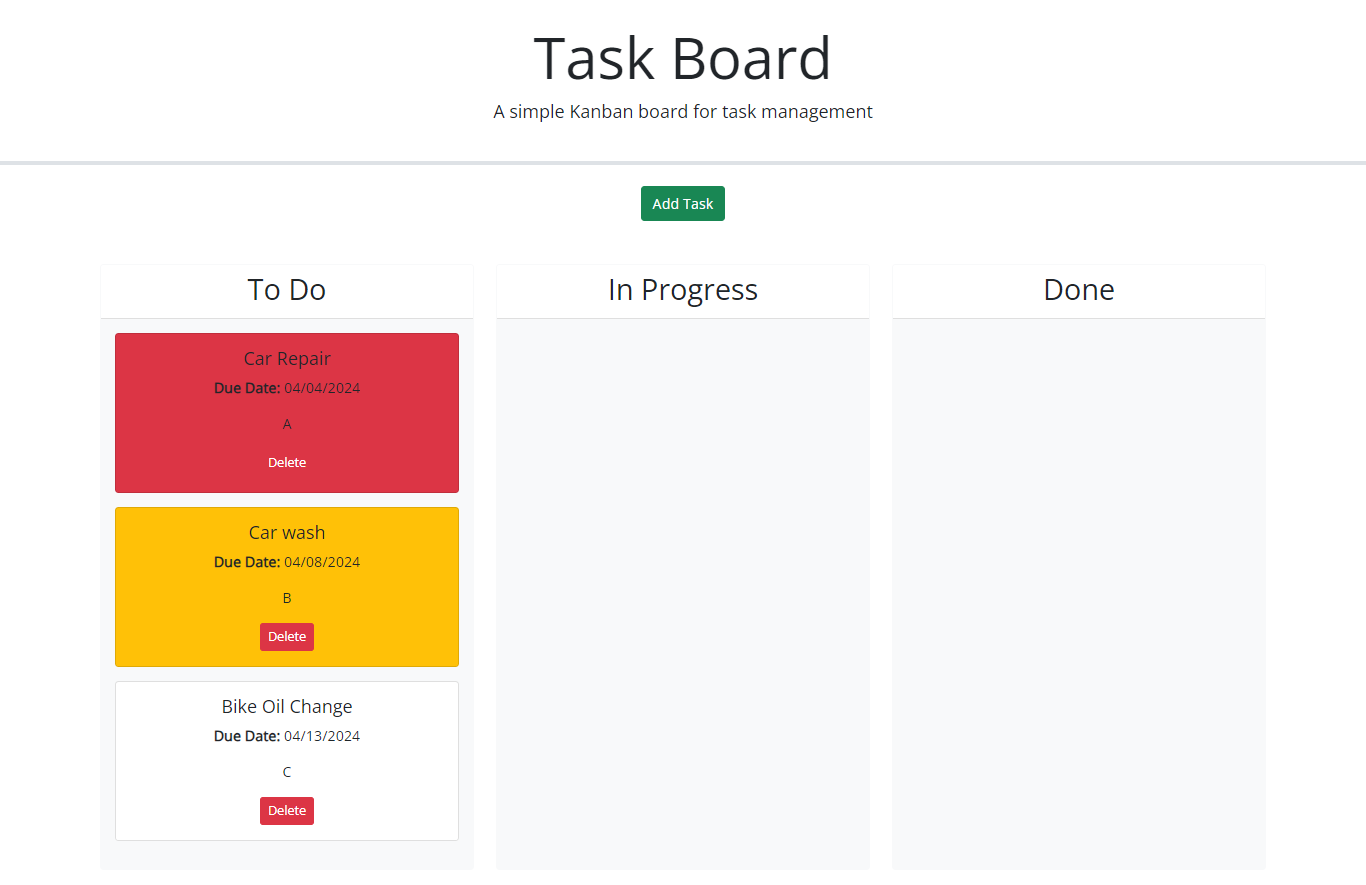 Task Board
A simple Kanban board for task management
Add Task
To Do
Car Repair
Due Date: 04/04/2024
A
Delete
Car wash
Due Date: 04/08/2024
B
Delete
Bike Oil Change
Due Date: 04/13/2024
C
Delete
In Progress
Done